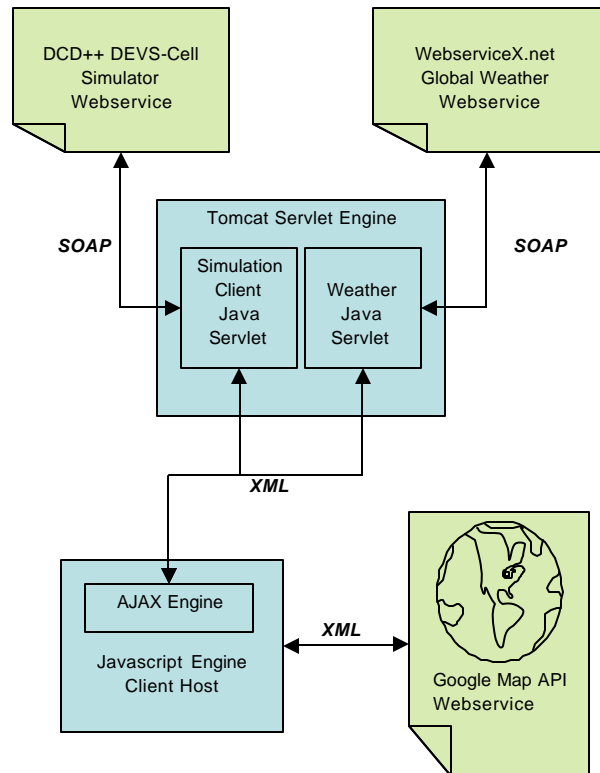 DCD++ DEVS-Cell
Simulator
Webservice
WebserviceX.net
Global Weather
Webservice
SOAP
SOAP
Tomcat Servlet Engine
Simulation
Client
Java
Servlet
Weather
Java
Servlet
XML
AJAX Engine
Javascript Engine
Client Host
XML
Google Map API
Webservice